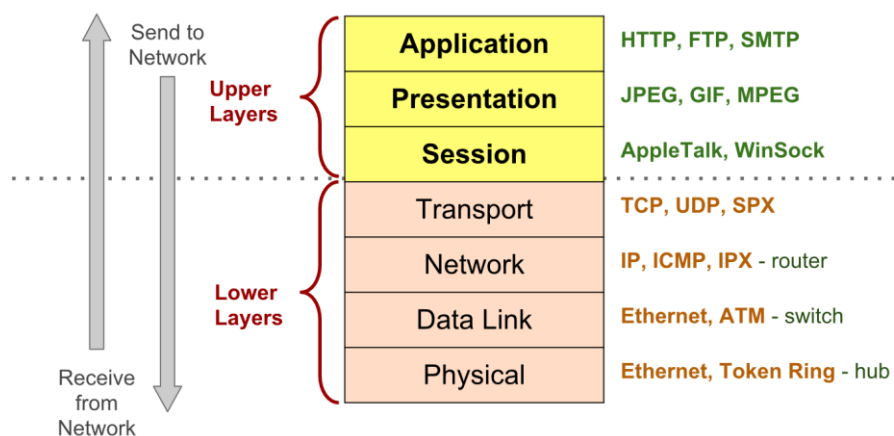 Send to
Network
Upper
Layers
Application
HTTP, FTP, SMTP
Presentation
JPEG, GIF, MPEG
Session
AppleTalk, WinSock
Transport
TCP, UDP, SPX
Network
IP, ICMP, IPX - router
Lower
Layers
Data Link
Ethernet, ATM - switch
Physical
Ethernet, Token Ring - hub
Receive
from
Network